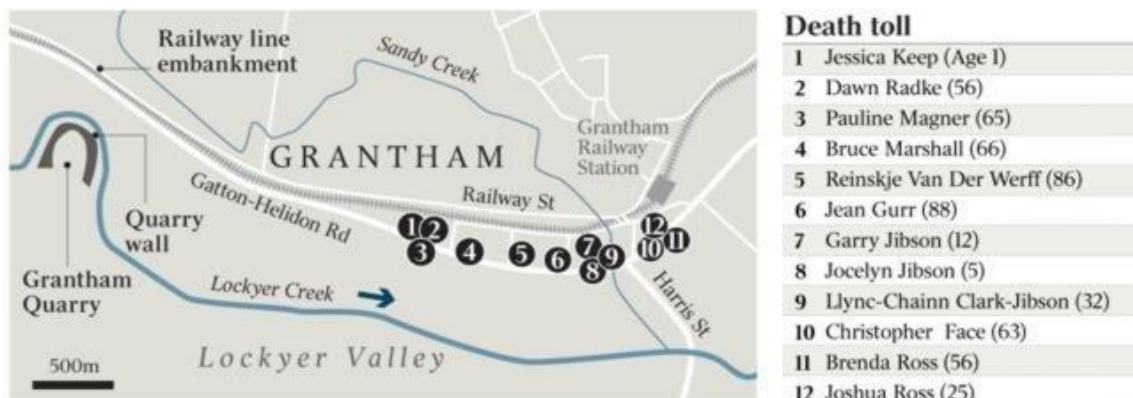 Railway line
embankment
Sandy Creek
GRANTHAM
Grantham
Railway
Station
Railway St
Gatton-Helidon Rd
Quarry
wall
Grantham
Quarry
Lockyer Creek
Harris St
Lockyer Valley
500m
1
2
3
4
5
6
7
8
9
10
11
12
Death toll
1 Jessica Keep (Age I)
2 Dawn Radke (56)
3 Pauline Magner (65)
4 Bruce Marshall (66)
5 Reinskje Van Der Werff (86)
6 Jean Gurr (88)
7 Garry Jibson (12)
8 Jocelyn Jibson (5)
9 Llync-Chainn Clark-Jibson (32)
10 Christopher Face (63)
11 Brenda Ross (56)
12 Joshua Ross (25)